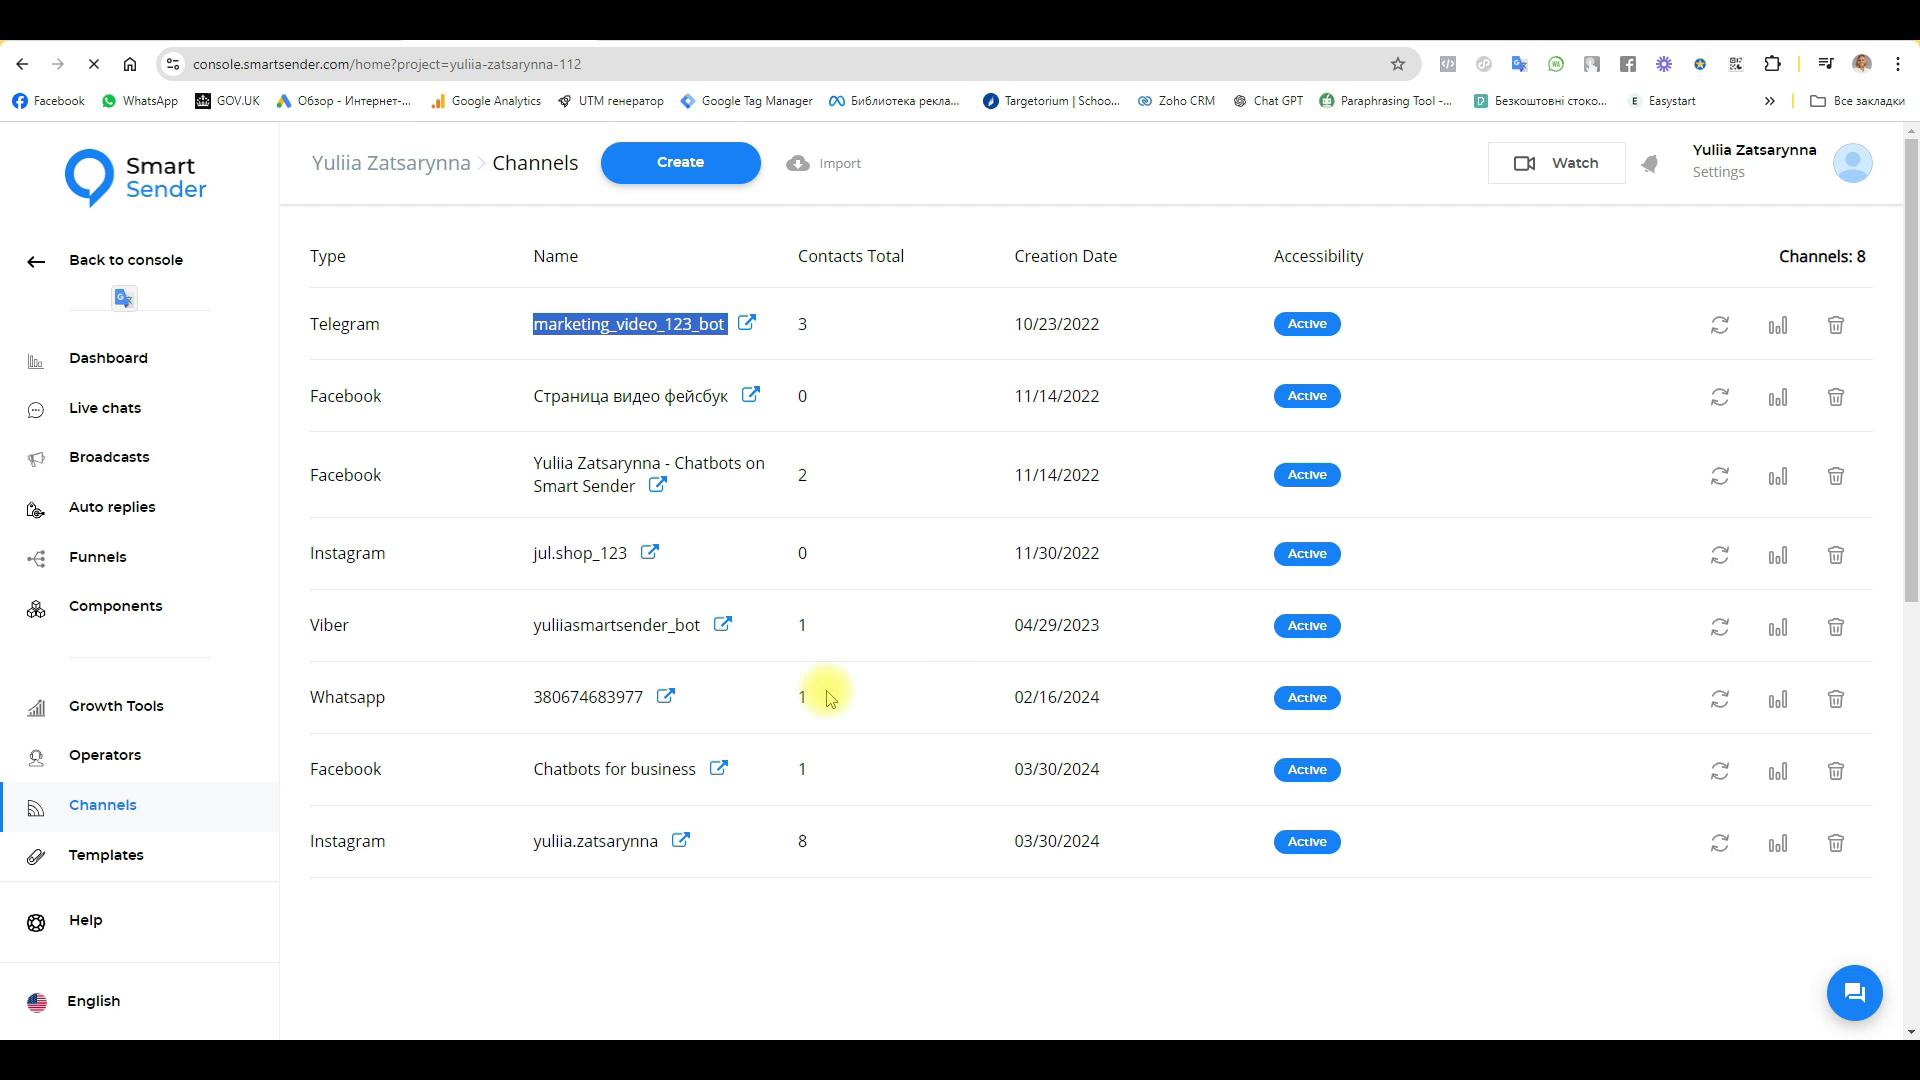 console.smartsender.com/home?project=yuliia-zatsarynna-112
Facebook WhatsApp GOV.UK Обзор - Интернет-... Google Analytics UTM генератор Google Tag Manager Библиотека рекла... Targetorium | Schoo... Zoho CRM Chat GPT Paraphrasing Tool -... Безкоштовні стоко... E Easystart » Все закладки
Smart
Sender
Yuliia Zatsarynna > Channels Create Import Watch Yuliia Zatsarynna
Settings
Back to console
Dashboard
Live chats
Broadcasts
Auto replies
Funnels
Components
Growth Tools
Operators
Channels
Templates
Help
English
Type Name Contacts Total Creation Date Accessibility Channels: 8
Telegram marketing_video_123_bot 3 10/23/2022 Active
Facebook Страница видео фейсбук 0 11/14/2022 Active
Facebook Yuliia Zatsarynna - Chatbots on
Smart Sender 2 11/14/2022 Active
Instagram jul.shop_123 0 11/30/2022 Active
Viber yuliiasmartsender_bot 1 04/29/2023 Active
Whatsapp 380674683977 1 02/16/2024 Active
Facebook Chatbots for business 1 03/30/2024 Active
Instagram yuliia.zatsarynna 8 03/30/2024 Active